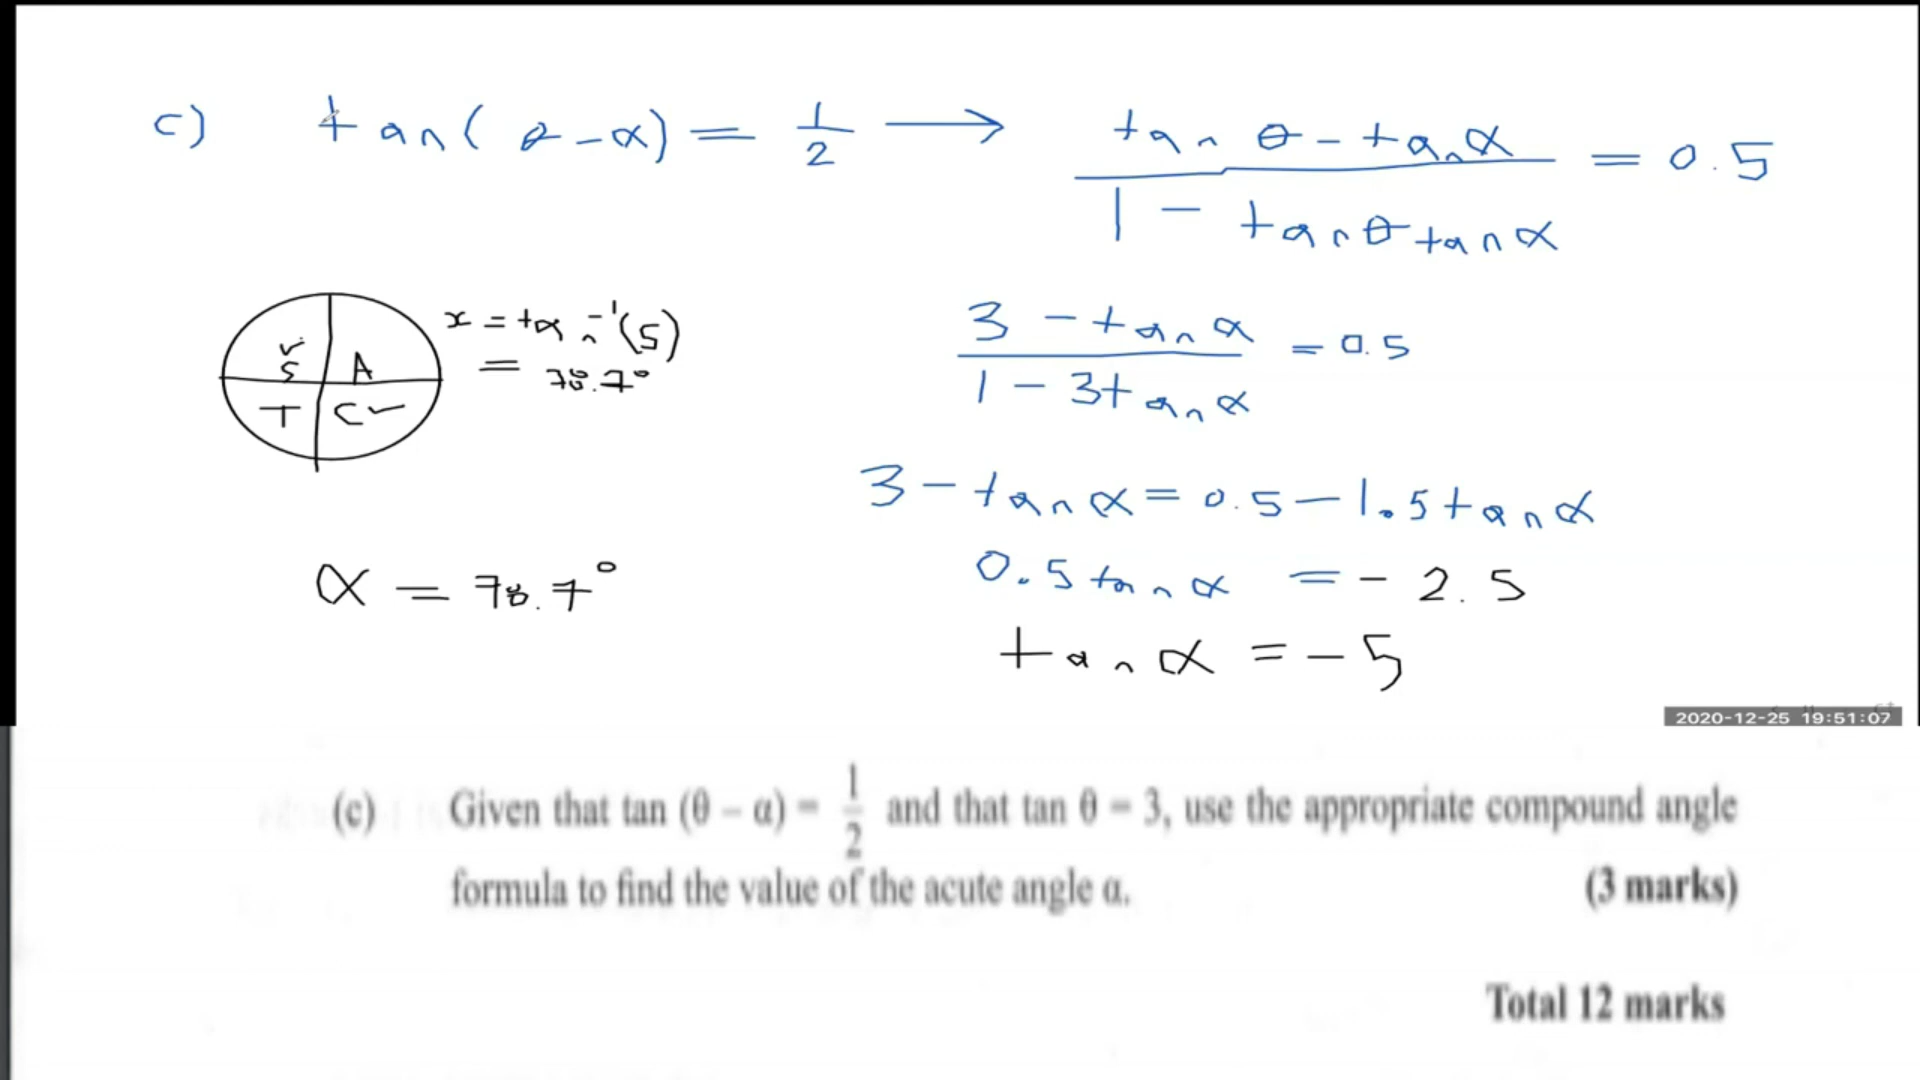 c) tan( θ - α) = 1/2 → (tan θ - tan α)/(1 - tan θ tan α) = 0.5
x = tan⁻¹(5)
= 78.7°
S A
T C
(3 - tan α)/(1 - 3tan α) = 0.5
3 - tan α = 0.5 - 1.5 tan α
0.5 tan α = - 2.5
α = 78.7°
tan α = - 5
2020-12-25 19:51:07
(c) Given that tan (θ – α) = 1/2 and that tan θ = 3, use the appropriate compound angle
formula to find the value of the acute angle α.
(3 marks)
Total 12 marks